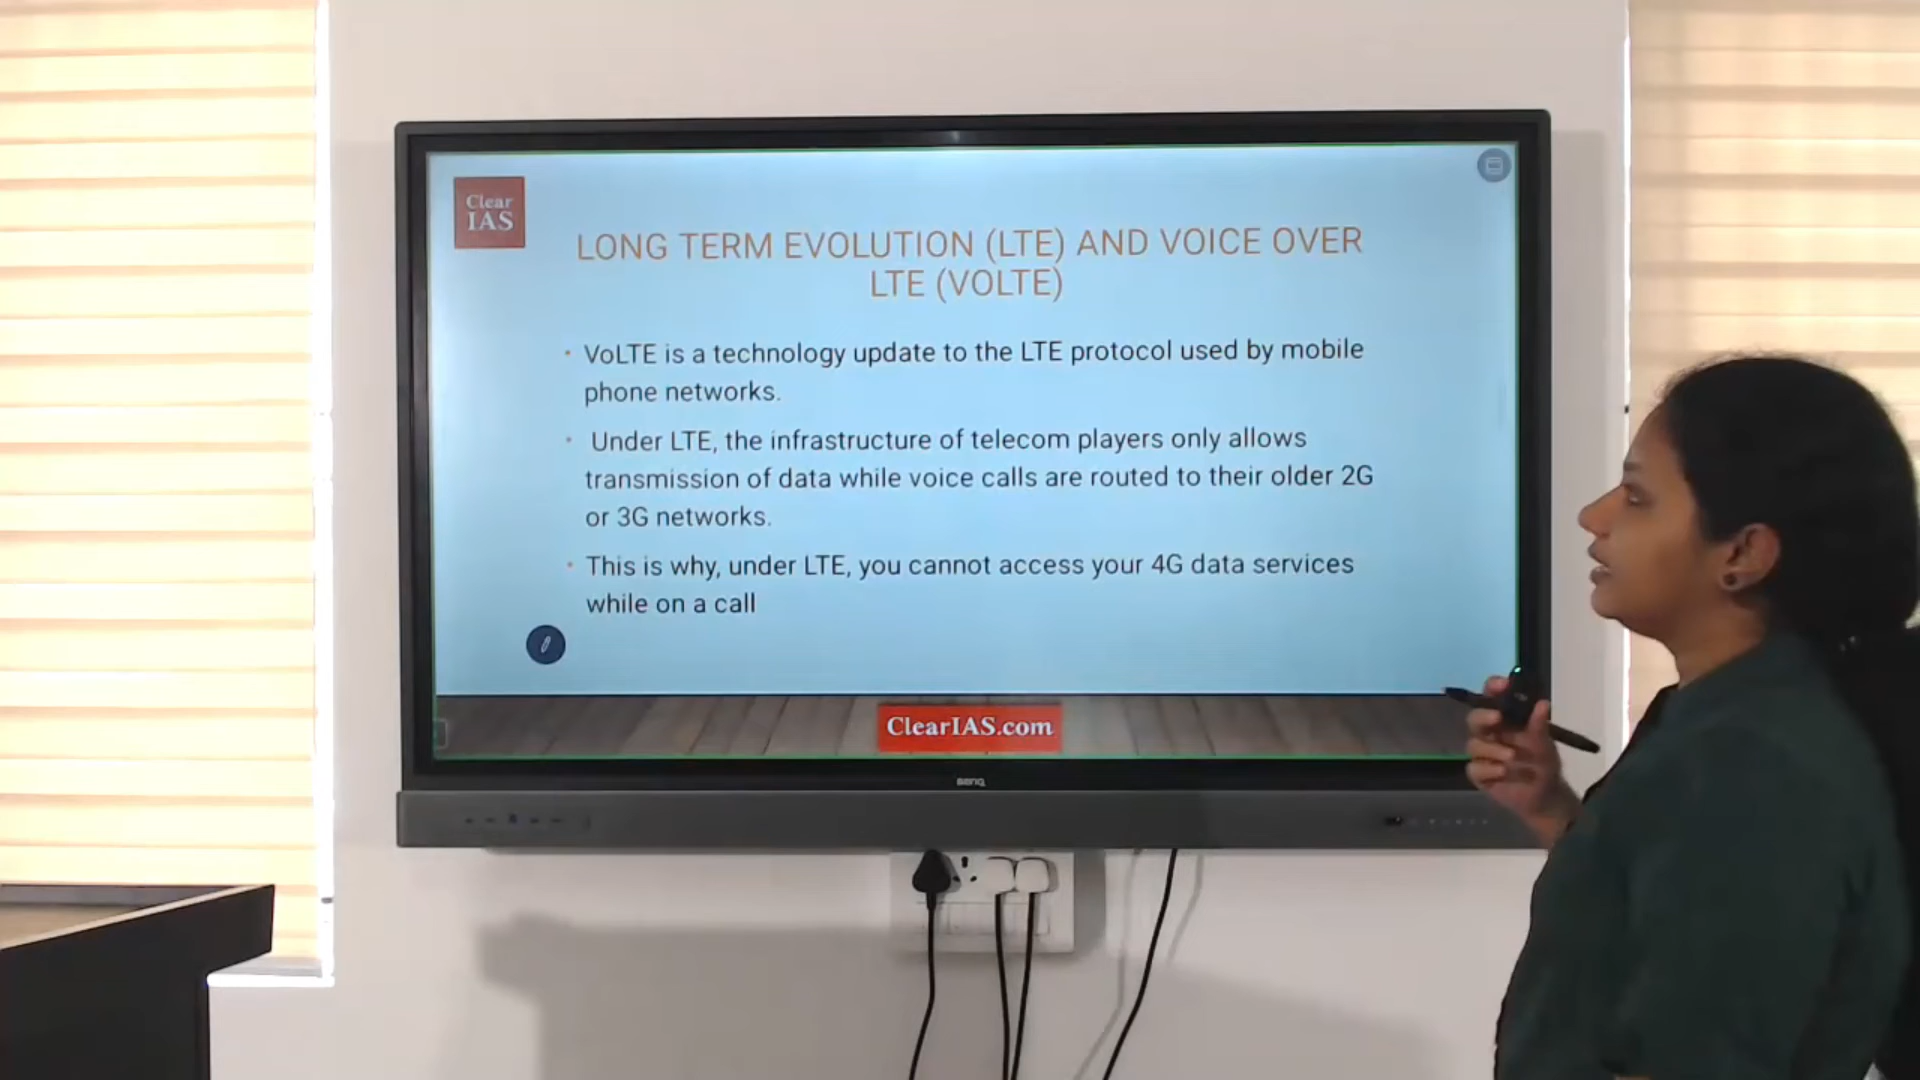 Clear
IAS
LONG TERM EVOLUTION (LTE) AND VOICE OVER
LTE (VOLTE)
• VoLTE is a technology update to the LTE protocol used by mobile
phone networks.
• Under LTE, the infrastructure of telecom players only allows
transmission of data while voice calls are routed to their older 2G
or 3G networks.
• This is why, under LTE, you cannot access your 4G data services
while on a call
ClearIAS.com
BenQ